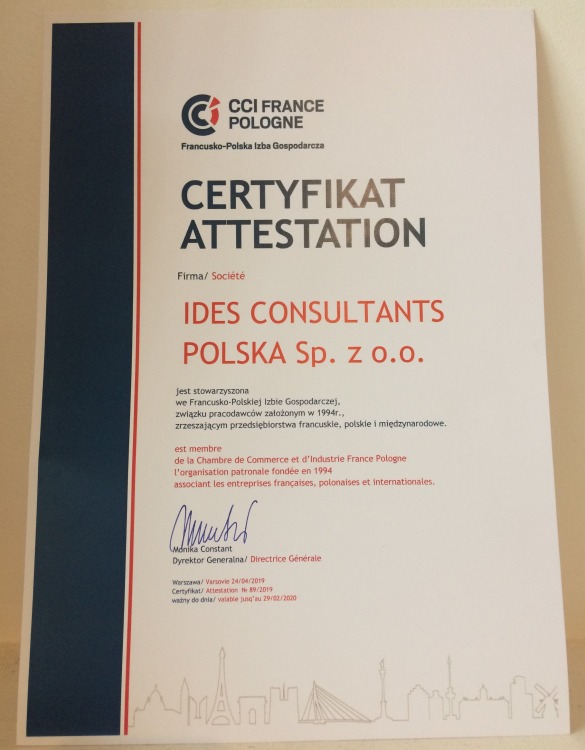 CCI FRANCE
POLOGNE
Francusko-Polska Izba Gospodarcza
CERTYFIKAT
ATTESTATION
Firma/ Société
IDES CONSULTANTS
POLSKA Sp. z o.o.
jest stowarzyszona
we Francusko-Polskiej Izbie Gospodarczej,
związku pracodawców założonym w 1994r.,
zrzeszającym przedsiębiorstwa francuskie, polskie i międzynarodowe.
est membre
de la Chambre de Commerce et d'Industrie France Pologne
l'organisation patronale fondée en 1994
associant les entreprises françaises, polonaises et internationales.
Monika Constant
Dyrektor Generalna/ Directrice Générale
Warszawa/ Varsovie 24/04/2019
Certyfikat/ Attestation № 89/2019
ważny do dnia/ valable jusq'au 29/02/2020